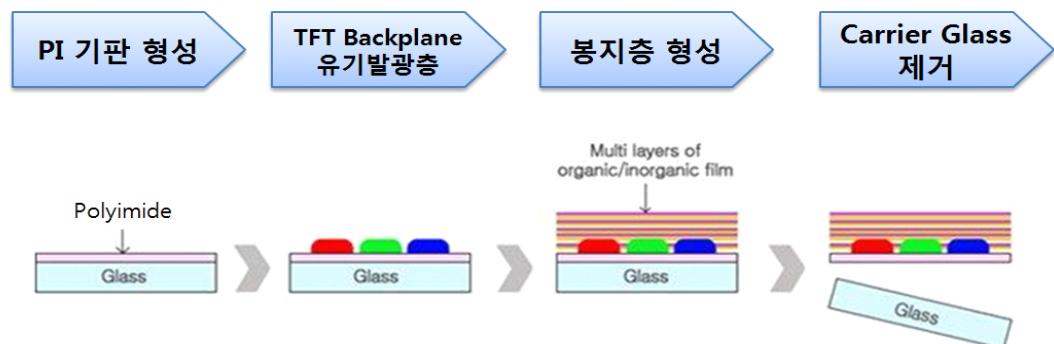 PI 기판 형성
TFT Backplane
유기발광층
봉지층 형성
Carrier Glass
제거
Multi layers of
organic/inorganic film
Polyimide
Glass
Glass
Glass
Glass